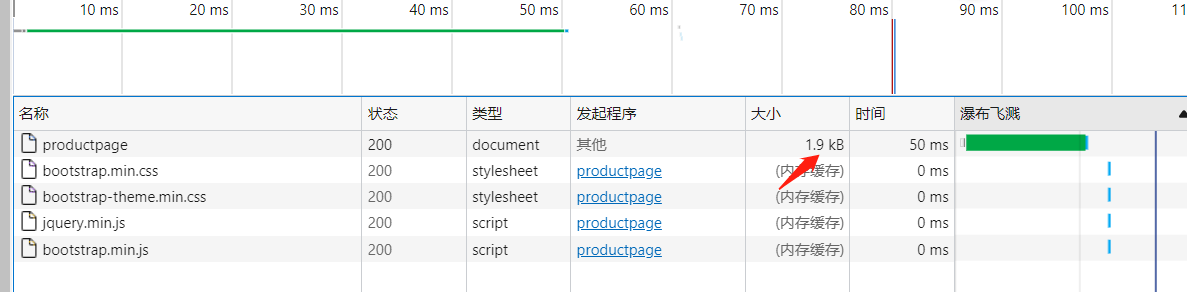 10 ms 20 ms 30 ms 40 ms 50 ms 60 ms 70 ms 80 ms 90 ms 100 ms 11
名称 状态 类型 发起程序 大小 时间 瀑布飞溅
productpage 200 document 其他 1.9 kB 50 ms
bootstrap.min.css 200 stylesheet productpage (内存缓存) 0 ms
bootstrap-theme.min.css 200 stylesheet productpage (内存缓存) 0 ms
jquery.min.js 200 script productpage (内存缓存) 0 ms
bootstrap.min.js 200 script productpage (内存缓存) 0 ms